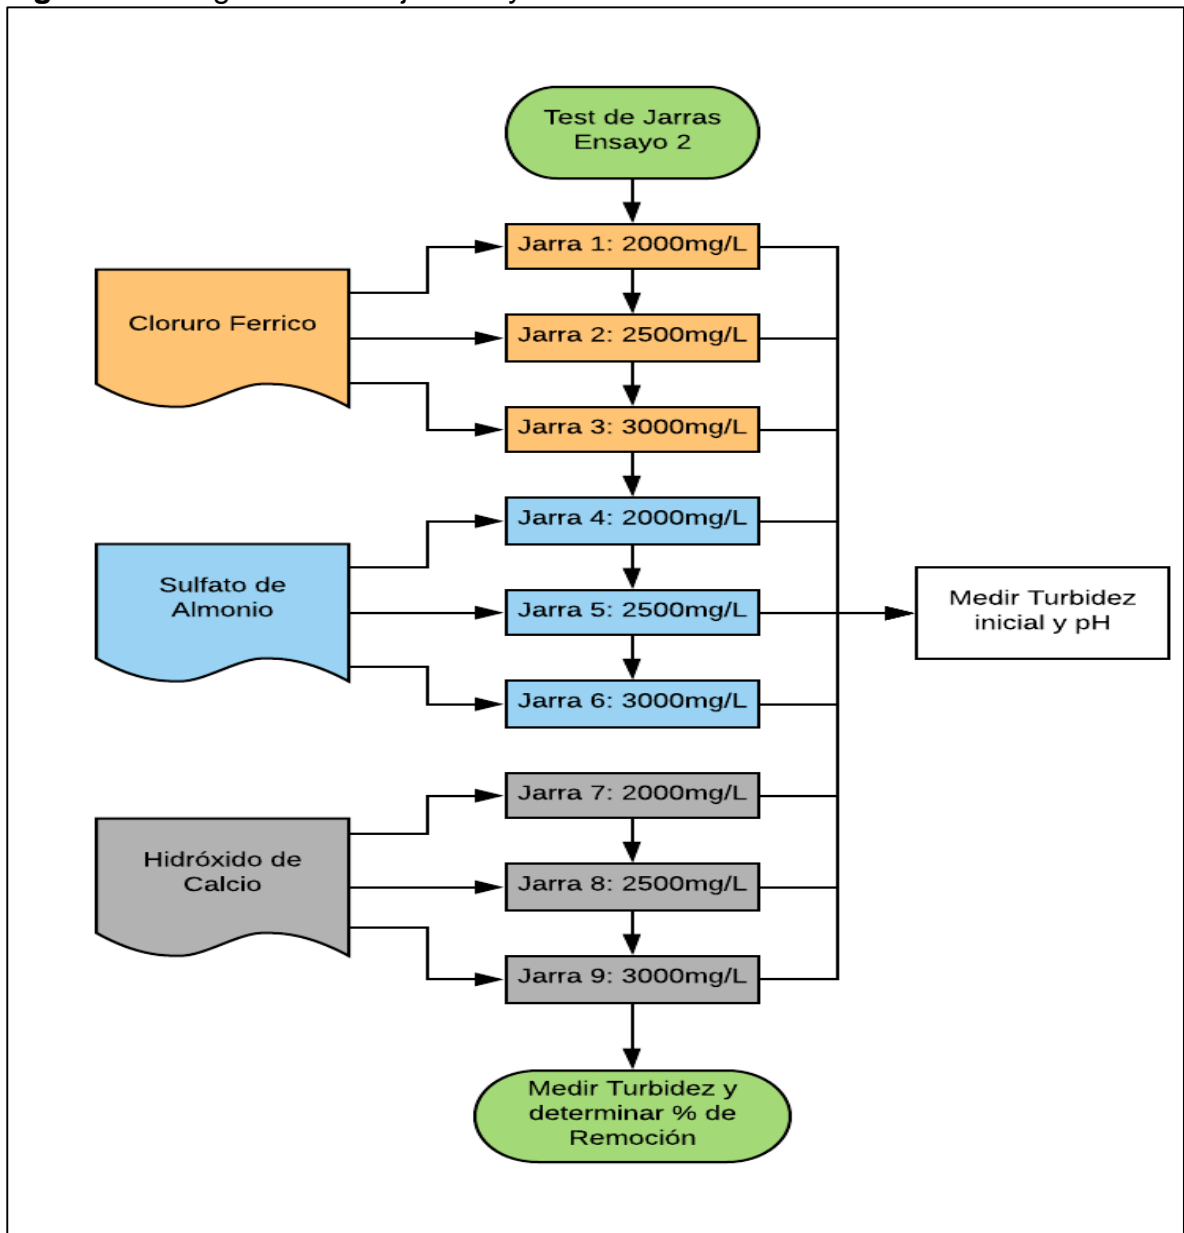 Test de Jarras
Ensayo 2
Jarra 1: 2000mg/L
Cloruro Ferrico
Jarra 2: 2500mg/L
Jarra 3: 3000mg/L
Jarra 4: 2000mg/L
Sulfato de
Almonio
Jarra 5: 2500mg/L
Medir Turbidez
inicial y pH
Jarra 6: 3000mg/L
Jarra 7: 2000mg/L
Hidróxido de
Calcio
Jarra 8: 2500mg/L
Jarra 9: 3000mg/L
Medir Turbidez y
determinar % de
Remoción